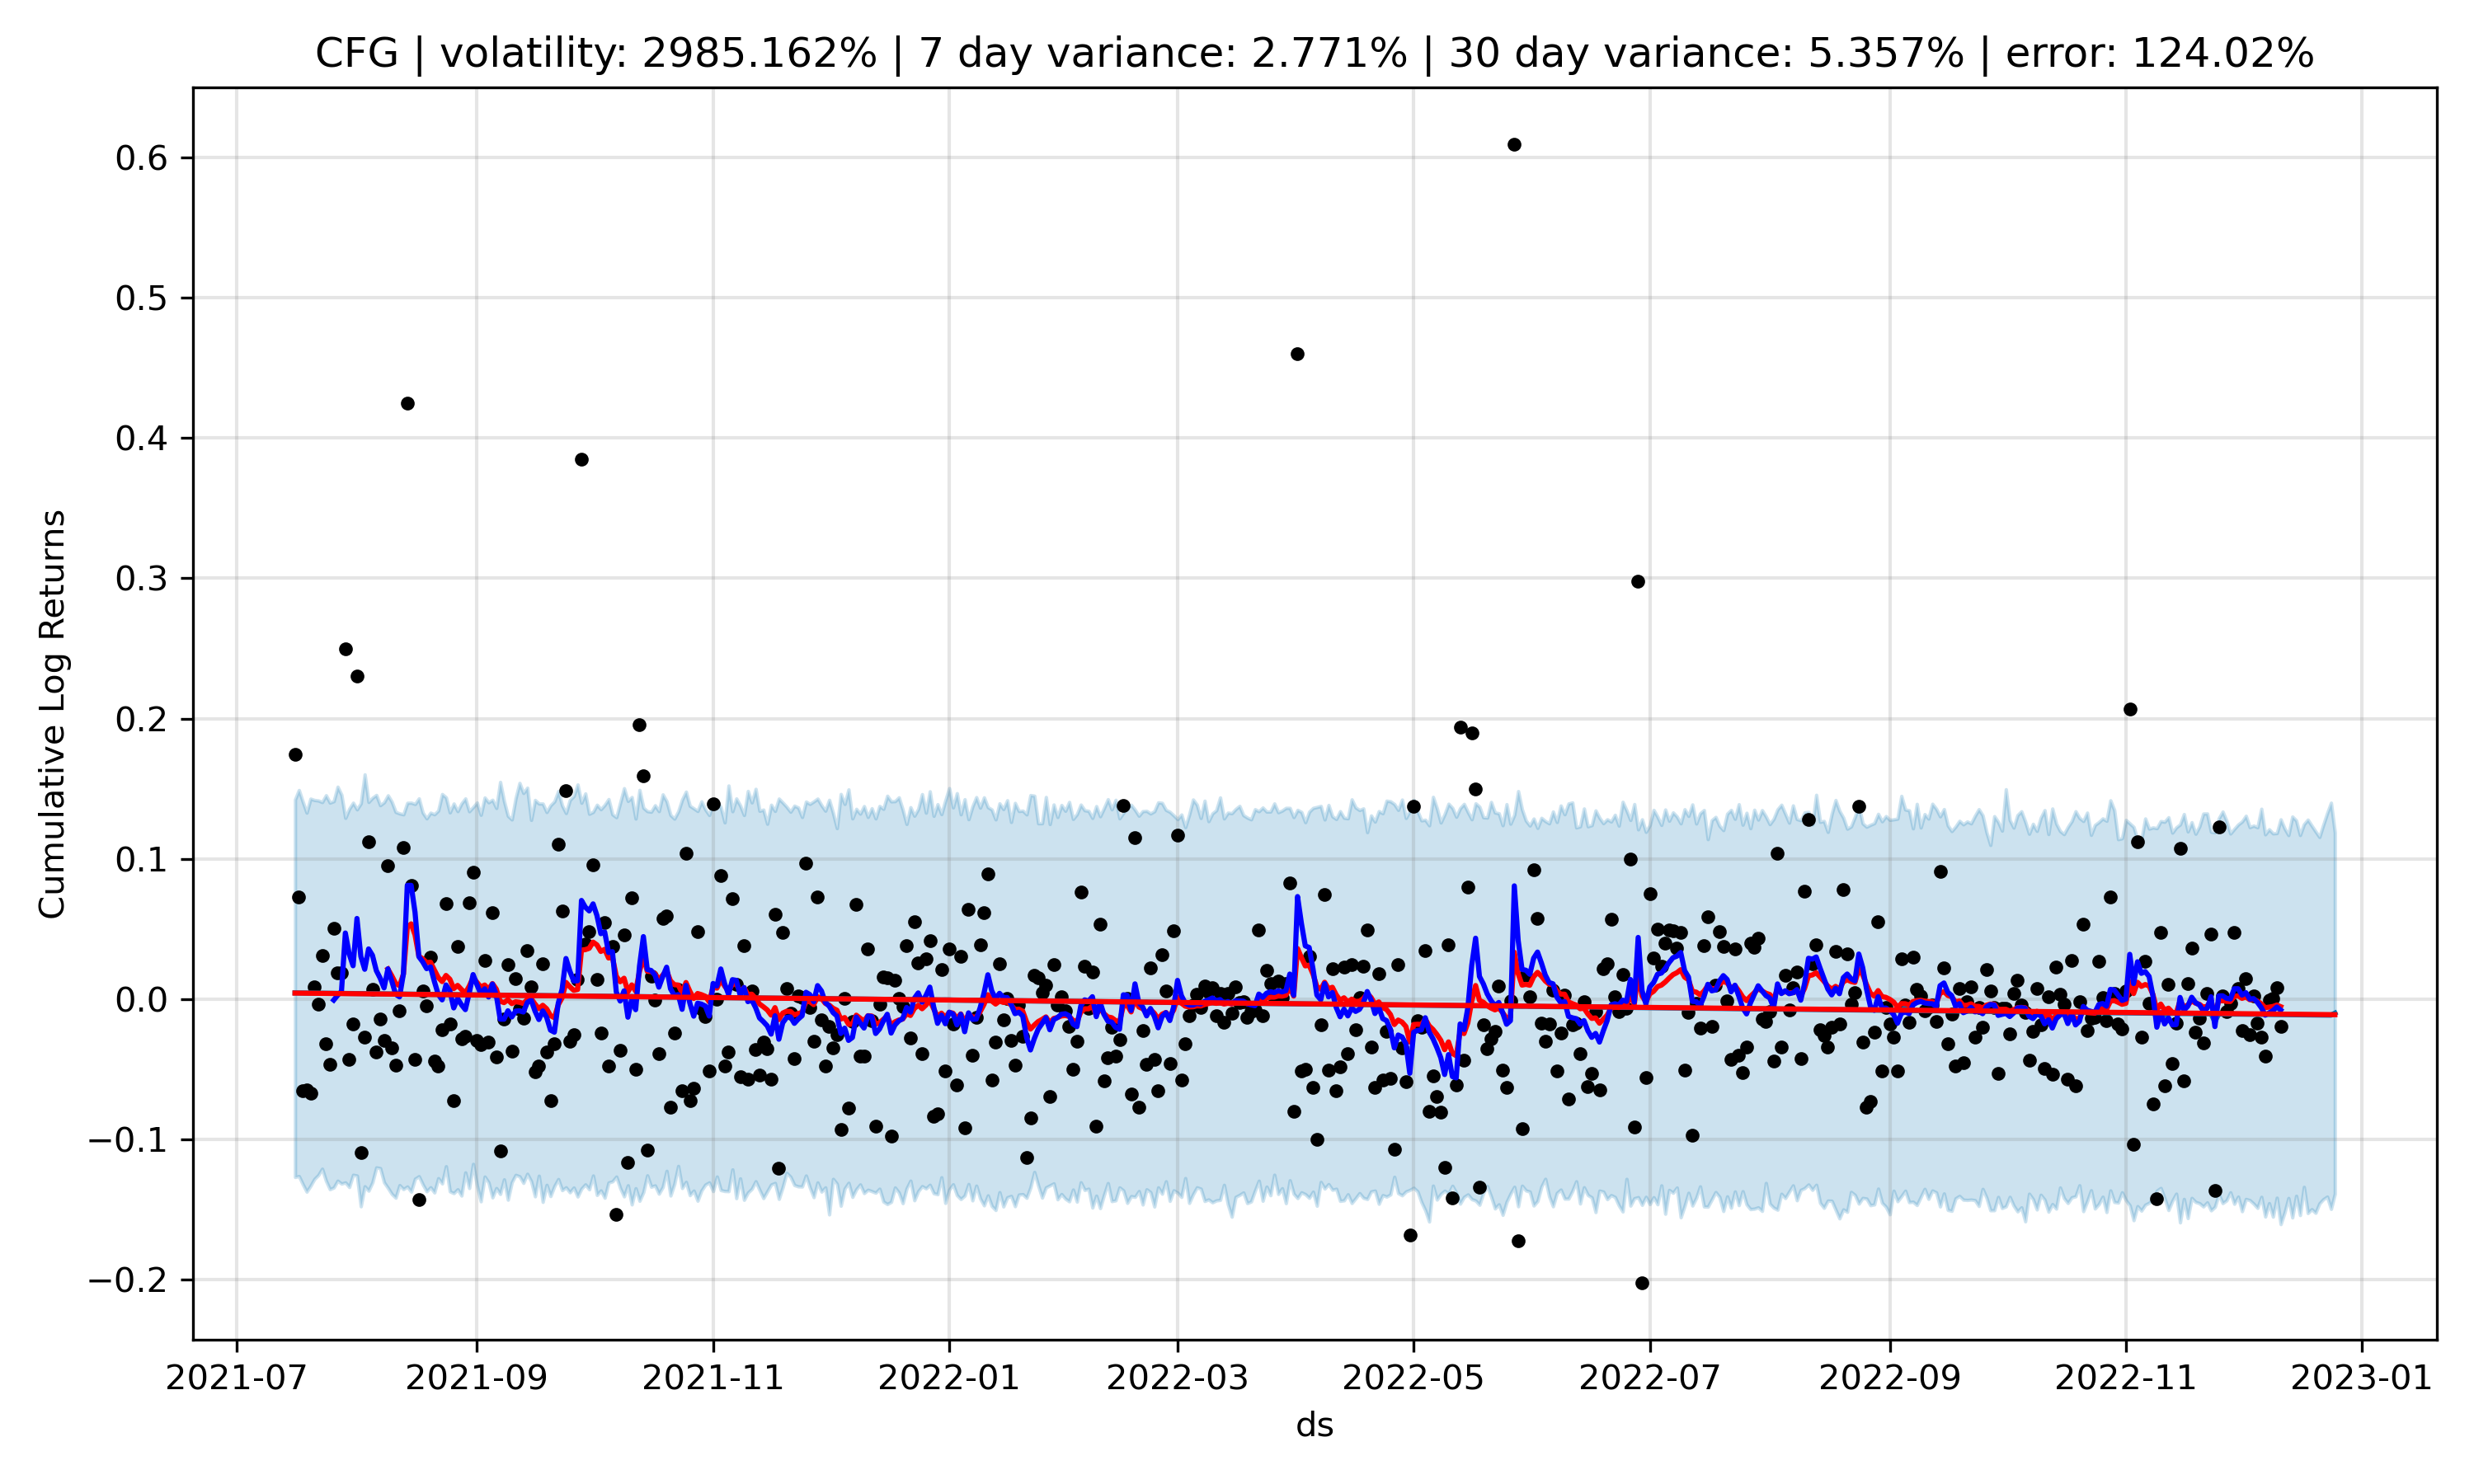 CFG | volatility: 2985.162% | 7 day variance: 2.771% | 30 day variance: 5.357% | error: 124.02%
Cumulative Log Returns
0.6
0.5
0.4
0.3
0.2
0.1
0.0
−0.1
−0.2
2021-07 2021-09 2021-11 2022-01 2022-03 2022-05 2022-07 2022-09 2022-11 2023-01
ds